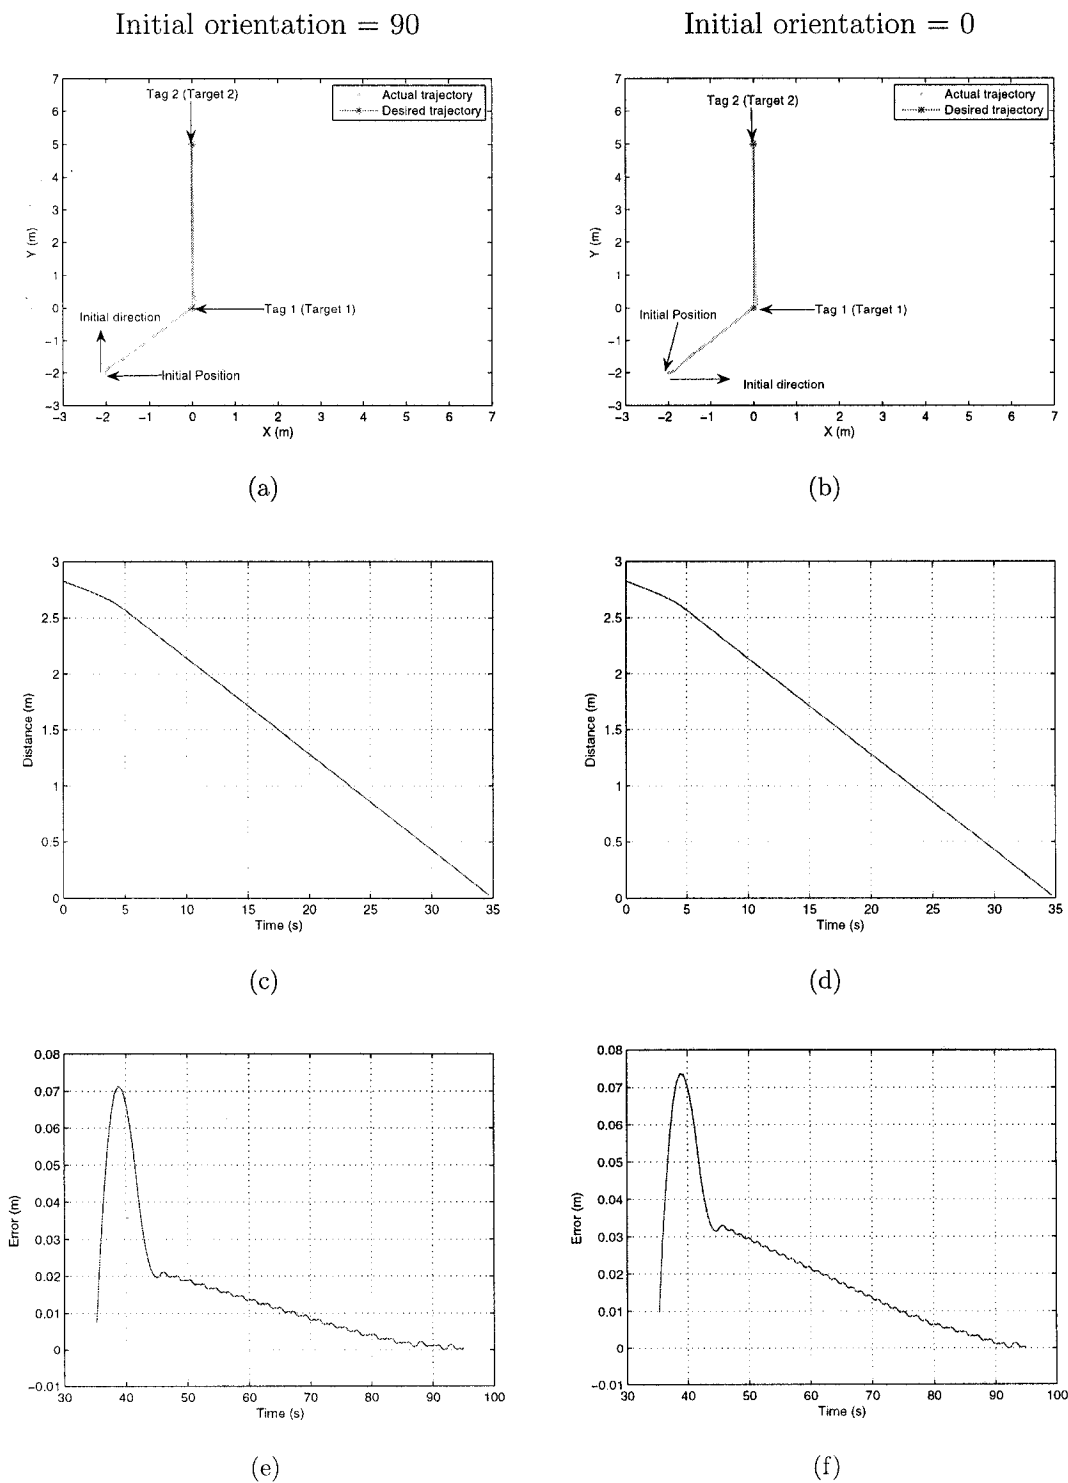 Initial orientation = 90
Initial orientation = 0
7
6
5
4
3
2
1
0
−1
−2
−3
Y (m)
Tag 2 (Target 2)
Actual trajectory
Desired trajectory
Initial direction
Tag 1 (Target 1)
Initial Position
−3 −2 −1 0 1 2 3 4 5 6 7
X (m)
(a)
7
6
5
4
3
2
1
0
−1
−2
−3
Y (m)
Tag 2 (Target 2)
Actual trajectory
Desired trajectory
Initial Position
Tag 1 (Target 1)
Initial direction
−3 −2 −1 0 1 2 3 4 5 6 7
X (m)
(b)
3
2.5
2
1.5
1
0.5
0
Distance (m)
0 5 10 15 20 25 30 35
Time (s)
(c)
3
2.5
2
1.5
1
0.5
0
Distance (m)
0 5 10 15 20 25 30 35
Time (s)
(d)
0.08
0.07
0.06
0.05
0.04
0.03
0.02
0.01
0
−0.01
Error (m)
30 40 50 60 70 80 90 100
Time (s)
(e)
0.08
0.07
0.06
0.05
0.04
0.03
0.02
0.01
0
−0.01
Error (m)
30 40 50 60 70 80 90 100
Time (s)
(f)